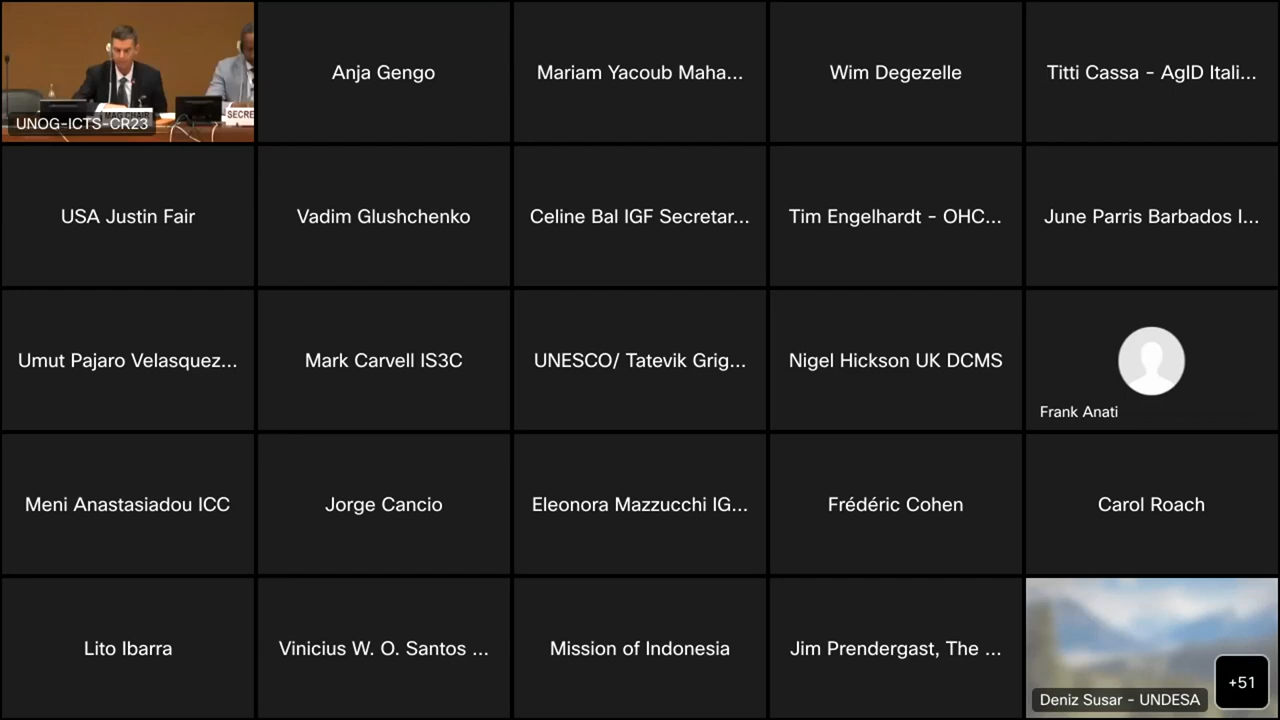 MAG CHAIR
SECRE
UNOG-ICTS-CR23
Anja Gengo
Mariam Yacoub Maha...
Wim Degezelle
Titti Cassa - AgID Itali...
USA Justin Fair
Vadim Glushchenko
Celine Bal IGF Secretar...
Tim Engelhardt - OHC...
June Parris Barbados I...
Umut Pajaro Velasquez...
Mark Carvell IS3C
UNESCO/ Tatevik Grig...
Nigel Hickson UK DCMS
Frank Anati
Meni Anastasiadou ICC
Jorge Cancio
Eleonora Mazzucchi IG...
Frédéric Cohen
Carol Roach
Lito Ibarra
Vinicius W. O. Santos ...
Mission of Indonesia
Jim Prendergast, The ...
Deniz Susar - UNDESA
+51